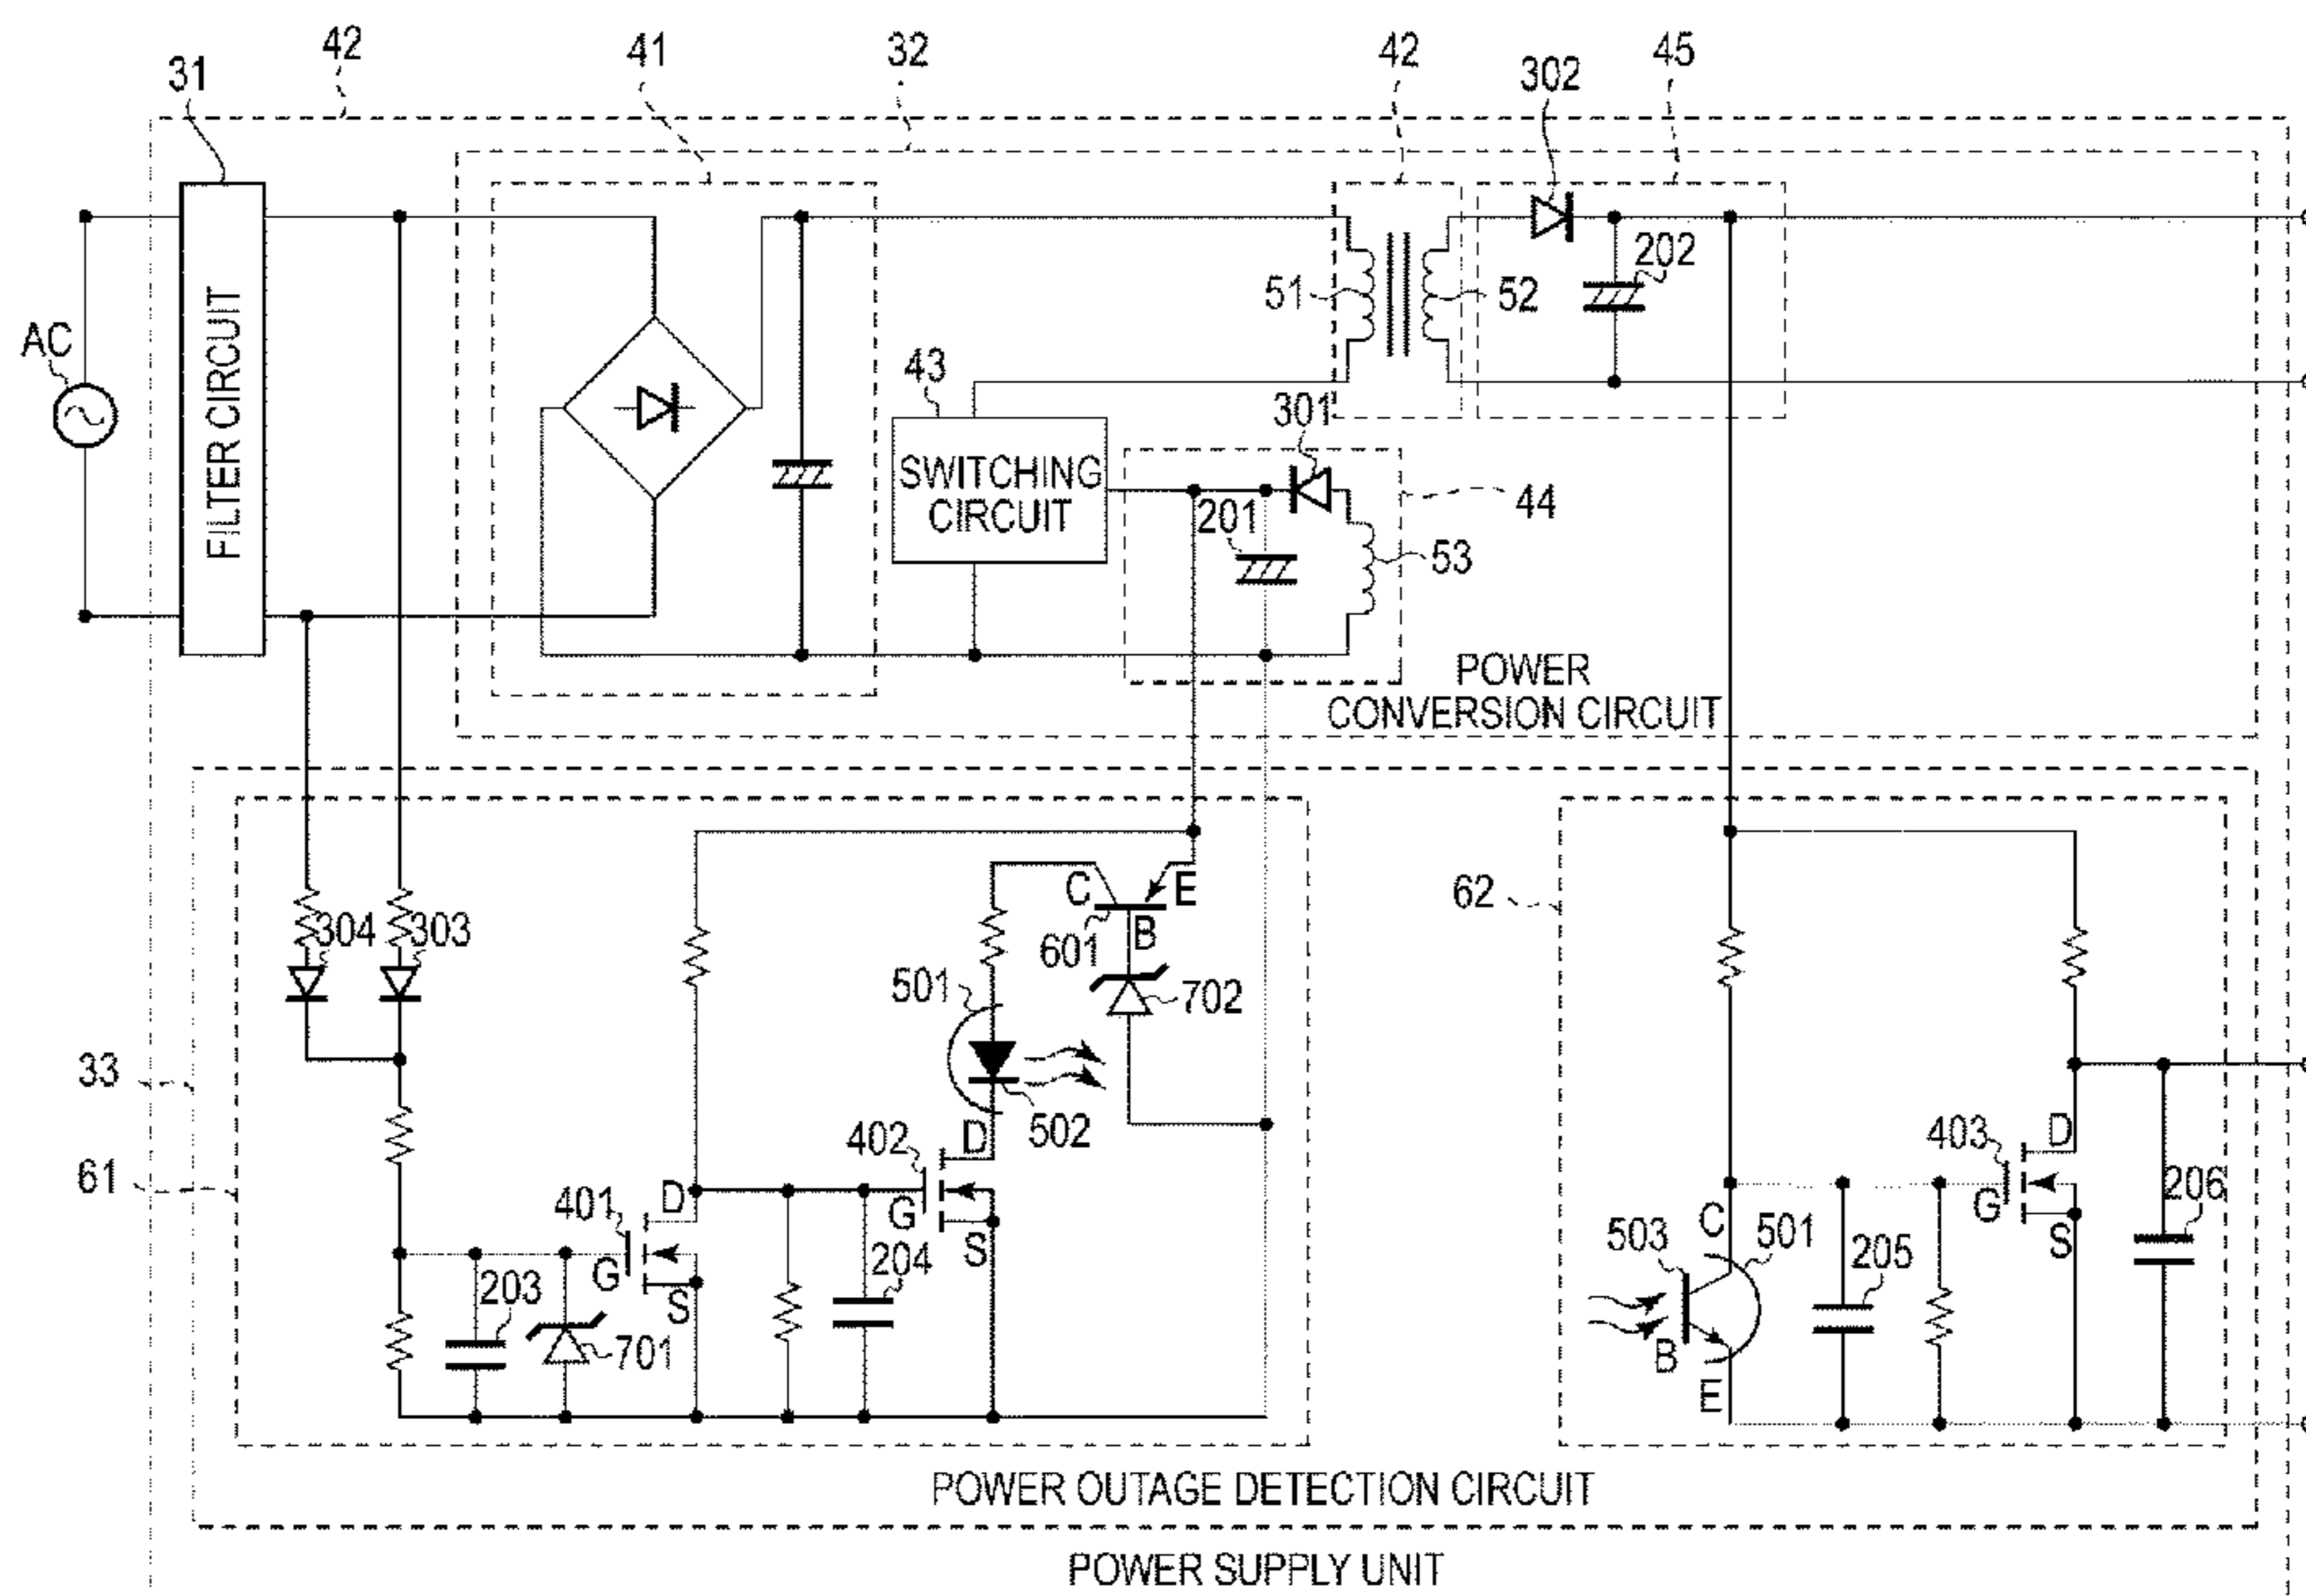 42
41
32
42
45
31
302
AC
FILTER CIRCUIT
51
52
202
43
301
SWITCHING
CIRCUIT
201
44
53
POWER
CONVERSION CIRCUIT
304
303
C
E
B
601
62
501
702
33
502
D
402
G
S
61
401
D
G
S
203
204
701
403
D
G
S
206
C
503
501
205
B
E
POWER OUTAGE DETECTION CIRCUIT
POWER SUPPLY UNIT